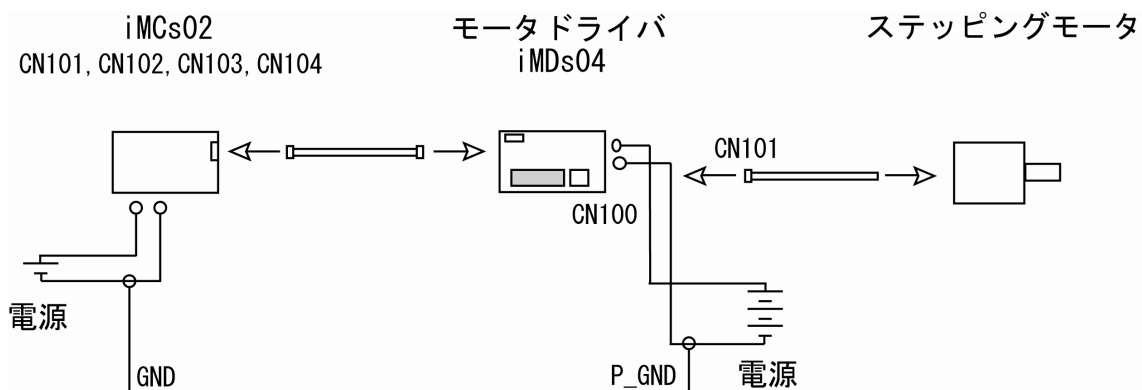 iMCs02
CN101, CN102, CN103, CN104
モータドライバ
iMDs04
ステッピングモータ
CN101
CN100
電源
GND
P_GND
電源